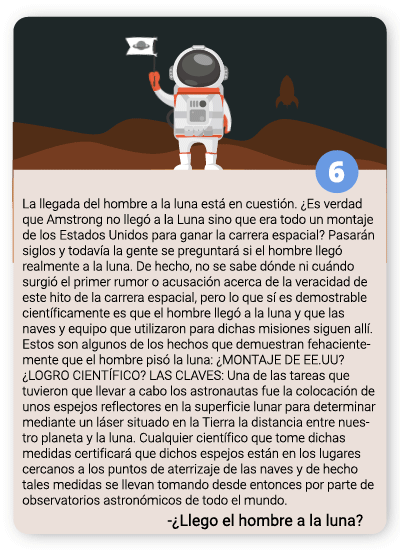 6
La llegada del hombre a la luna está en cuestión. ¿Es verdad
que Amstrong no llegó a la Luna sino que era todo un montaje
de los Estados Unidos para ganar la carrera espacial? Pasarán
siglos y todavía la gente se preguntará si el hombre llegó
realmente a la luna. De hecho, no se sabe dónde ni cuándo
surgió el primer rumor o acusación acerca de la veracidad de
este hito de la carrera espacial, pero lo que sí es demostrable
científicamente es que el hombre llegó a la luna y que las
naves y equipo que utilizaron para dichas misiones siguen allí.
Estos son algunos de los hechos que demuestran fehaciente-
mente que el hombre pisó la luna: ¿MONTAJE DE EE.UU?
¿LOGRO CIENTÍFICO? LAS CLAVES: Una de las tareas que
tuvieron que llevar a cabo los astronautas fue la colocación de
unos espejos reflectores en la superficie lunar para determinar
mediante un láser situado en la Tierra la distancia entre nues-
tro planeta y la luna. Cualquier científico que tome dichas
medidas certificará que dichos espejos están en los lugares
cercanos a los puntos de aterrizaje de las naves y de hecho
tales medidas se llevan tomando desde entonces por parte de
observatorios astronómicos de todo el mundo.
-¿Llego el hombre a la luna?